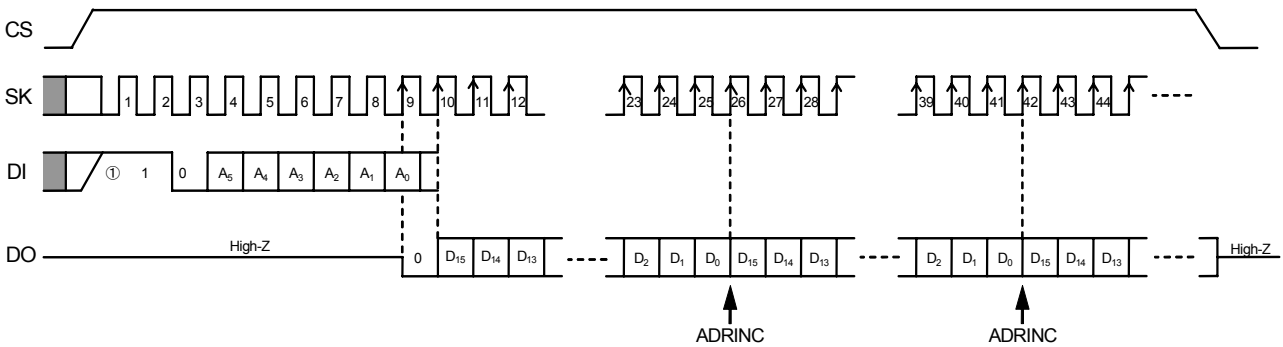 CS
SK 1 2 3 4 5 6 7 8 9 10 11 12 23 24 25 26 27 28 39 40 41 42 43 44
DI ① 1 0 A5 A4 A3 A2 A1 A0
DO High-Z 0 D15 D14 D13 D2 D1 D0 D15 D14 D13 D2 D1 D0 D15 D14 D13 High-Z
ADRINC ADRINC